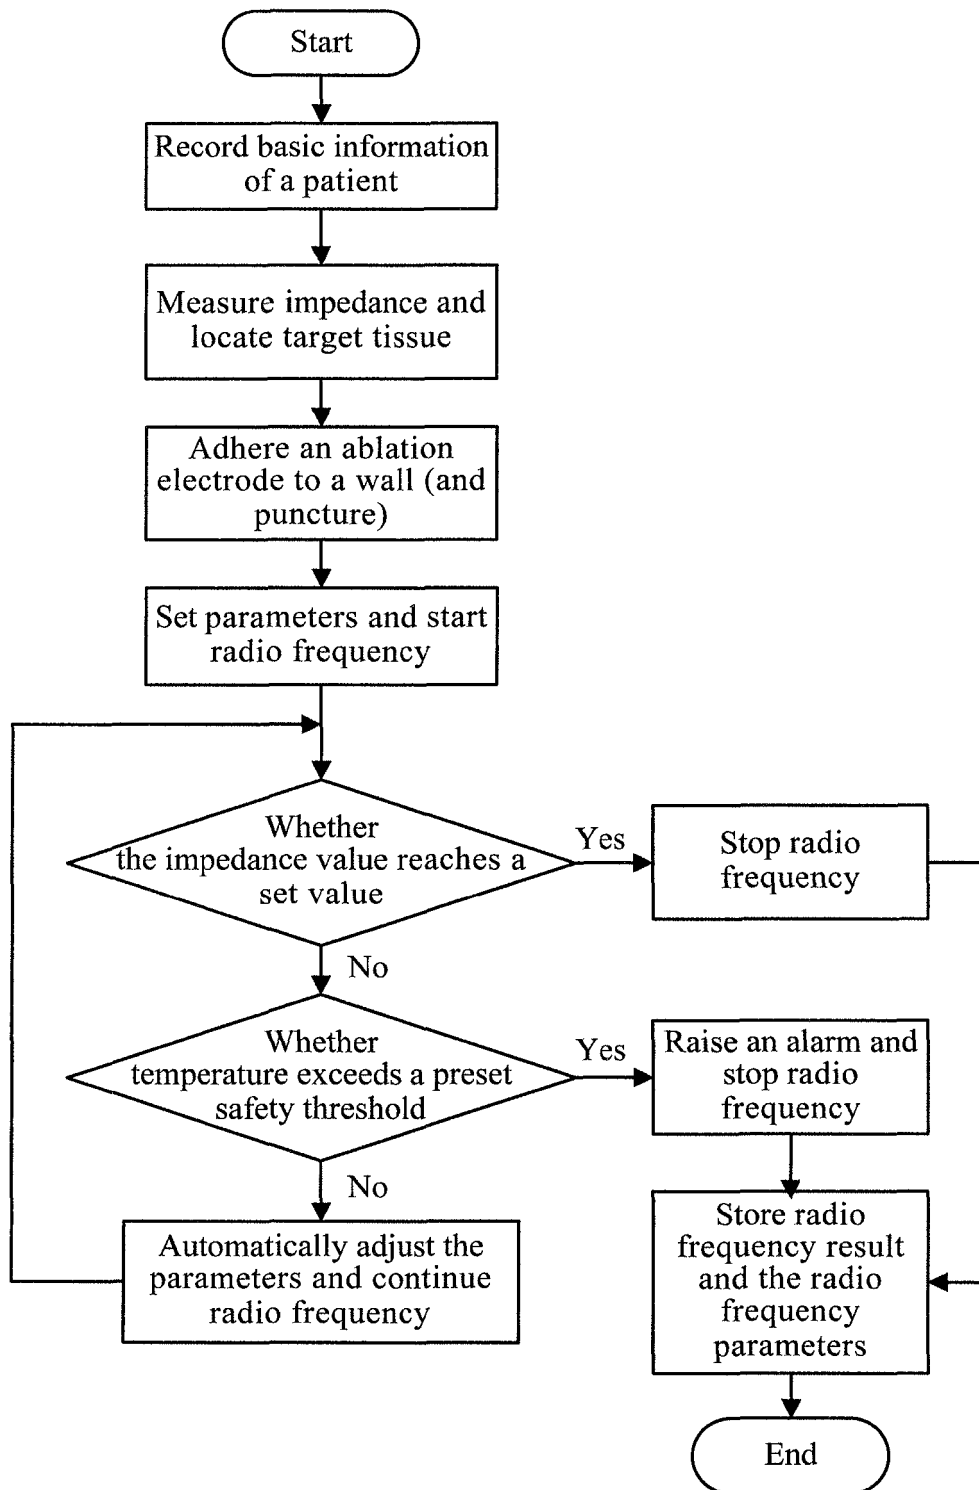 Start
Record basic information
of a patient
Measure impedance and
locate target tissue
Adhere an ablation
electrode to a wall (and
puncture)
Set parameters and start
radio frequency
Whether
the impedance value reaches a
set value
Yes
Stop radio
frequency
No
Whether
temperature exceeds a preset
safety threshold
Yes
Raise an alarm and
stop radio
frequency
No
Automatically adjust the
parameters and continue
radio frequency
Store radio
frequency result
and the radio
frequency
parameters
End